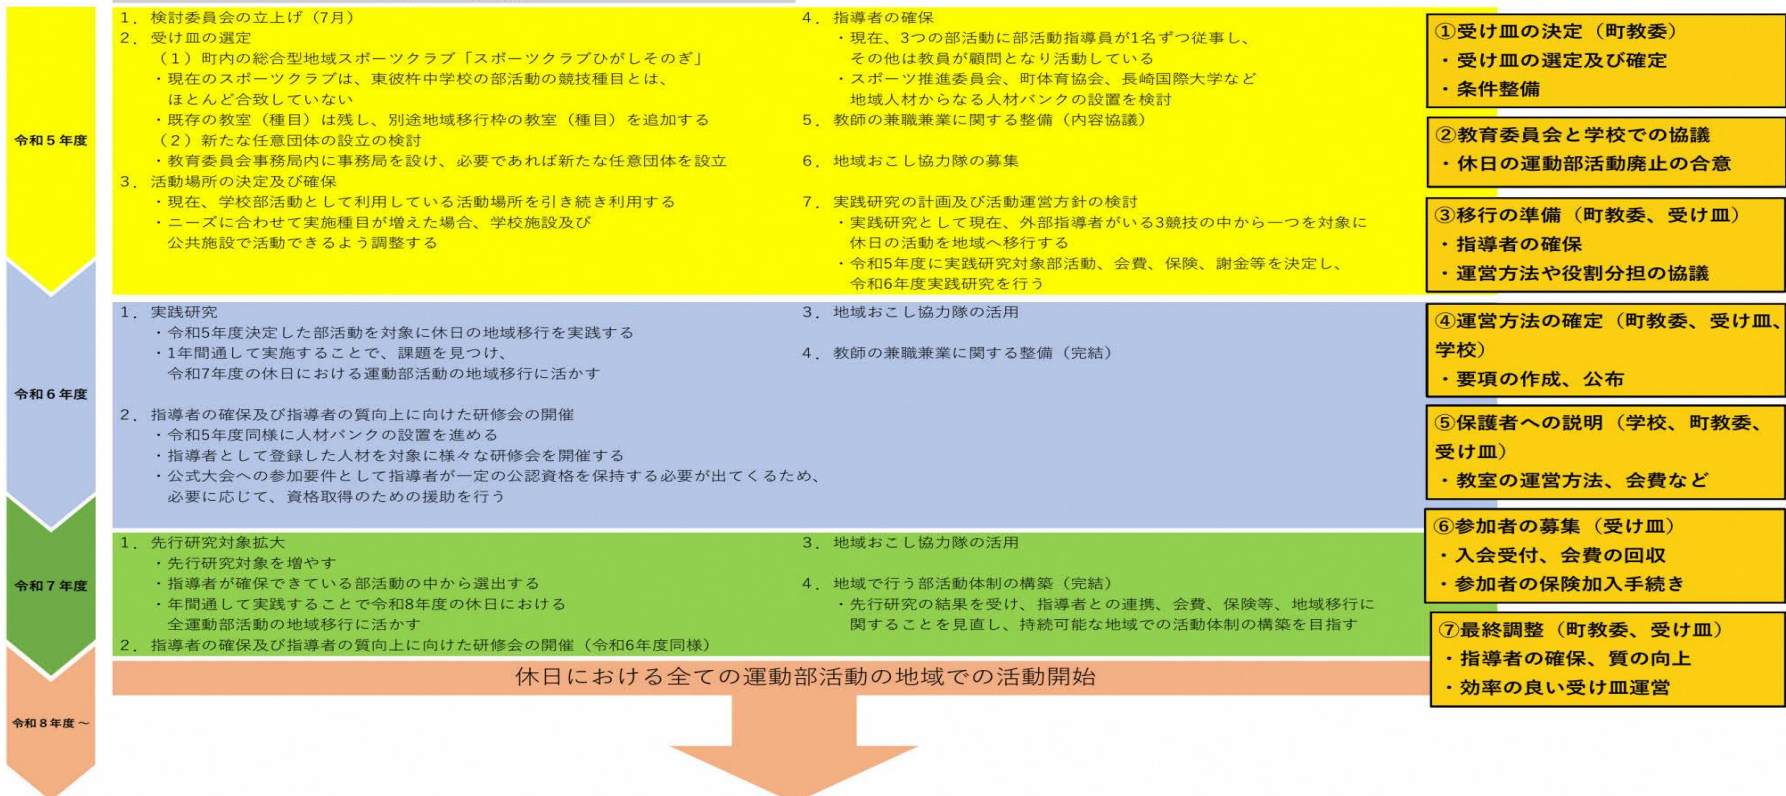 令和５年度
1．検討委員会の立上げ（7月）
2．受け皿の選定
（1）町内の総合型地域スポーツクラブ「スポーツクラブひがしそのぎ」
・現在のスポーツクラブは、東彼杵中学校の部活動の競技種目とは、
ほとんど合致していない
・既存の教室（種目）は残し、別途地域移行枠の教室（種目）を追加する
（2）新たな任意団体の設立の検討
・教育委員会事務局内に事務局を設け、必要であれば新たな任意団体を設立
3．活動場所の決定及び確保
・現在、学校部活動として利用している活動場所を引き続き利用する
・ニーズに合わせて実施種目が増えた場合、学校施設及び
公共施設で活動できるよう調整する
4．指導者の確保
・現在、3つの部活動に部活動指導員が1名ずつ従事し、
その他は教員が顧問となり活動している
・スポーツ推進委員会、町体育協会、長崎国際大学など
地域人材からなる人材バンクの設置を検討
5．教師の兼職兼業に関する整備（内容協議）
6．地域おこし協力隊の募集
7．実践研究の計画及び活動運営方針の検討
・実践研究として現在、外部指導者がいる3競技の中から一つを対象に
休日の活動を地域へ移行する
・令和5年度に実践研究対象部活動、会費、保険、謝金等を決定し、
令和6年度実践研究を行う
令和６年度
1．実践研究
・令和5年度決定した部活動を対象に休日の地域移行を実践する
・1年間通して実施することで、課題を見つけ、
令和7年度の休日における運動部活動の地域移行に活かす
2．指導者の確保及び指導者の質向上に向けた研修会の開催
・令和5年度同様に人材バンクの設置を進める
・指導者として登録した人材を対象に様々な研修会を開催する
・公式大会への参加要件として指導者が一定の公認資格を保持する必要が出てくるため、
必要に応じて、資格取得のための援助を行う
3．地域おこし協力隊の活用
4．教師の兼職兼業に関する整備（完結）
令和７年度
1．先行研究対象拡大
・先行研究対象を増やす
・指導者が確保できている部活動の中から選出する
・年間通して実践することで令和8年度の休日における
全運動部活動の地域移行に活かす
2．指導者の確保及び指導者の質向上に向けた研修会の開催（令和6年度同様）
3．地域おこし協力隊の活用
4．地域で行う部活動体制の構築（完結）
・先行研究の結果を受け、指導者との連携、会費、保険等、地域移行に
関することを見直し、持続可能な地域での活動体制の構築を目指す
令和８年度～
休日における全ての運動部活動の地域での活動開始
①受け皿の決定（町教委）
・受け皿の選定及び確定
・条件整備
②教育委員会と学校での協議
・休日の運動部活動廃止の合意
③移行の準備（町教委、受け皿）
・指導者の確保
・運営方法や役割分担の協議
④運営方法の確定（町教委、受け皿、
学校）
・要項の作成、公布
⑤保護者への説明（学校、町教委、
受け皿）
・教室の運営方法、会費など
⑥参加者の募集（受け皿）
・入会受付、会費の回収
・参加者の保険加入手続き
⑦最終調整（町教委、受け皿）
・指導者の確保、質の向上
・効率の良い受け皿運営